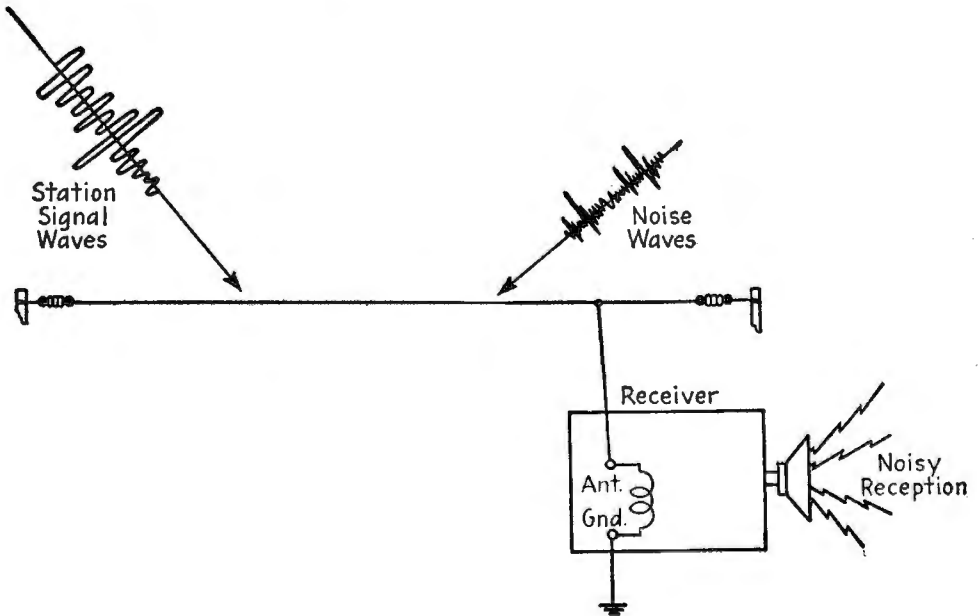 Station
Signal
Waves
Noise
Waves
Receiver
Ant.
Gnd.
Noisy
Reception